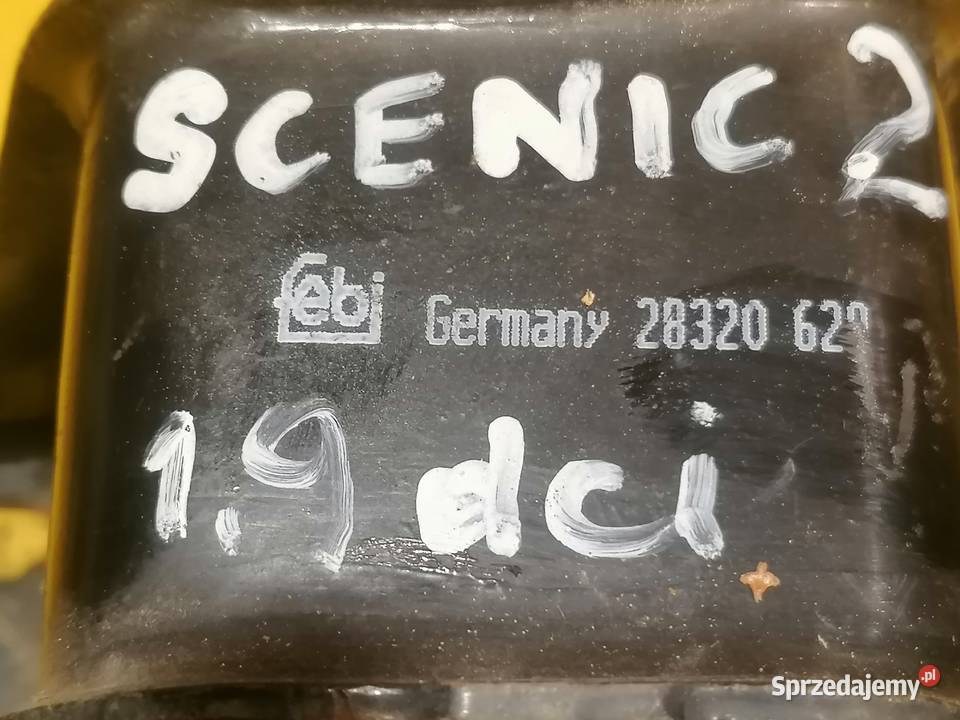 SCENIC 2
febi Germany 28320
1.9 dci
Sprzedajemy.pl